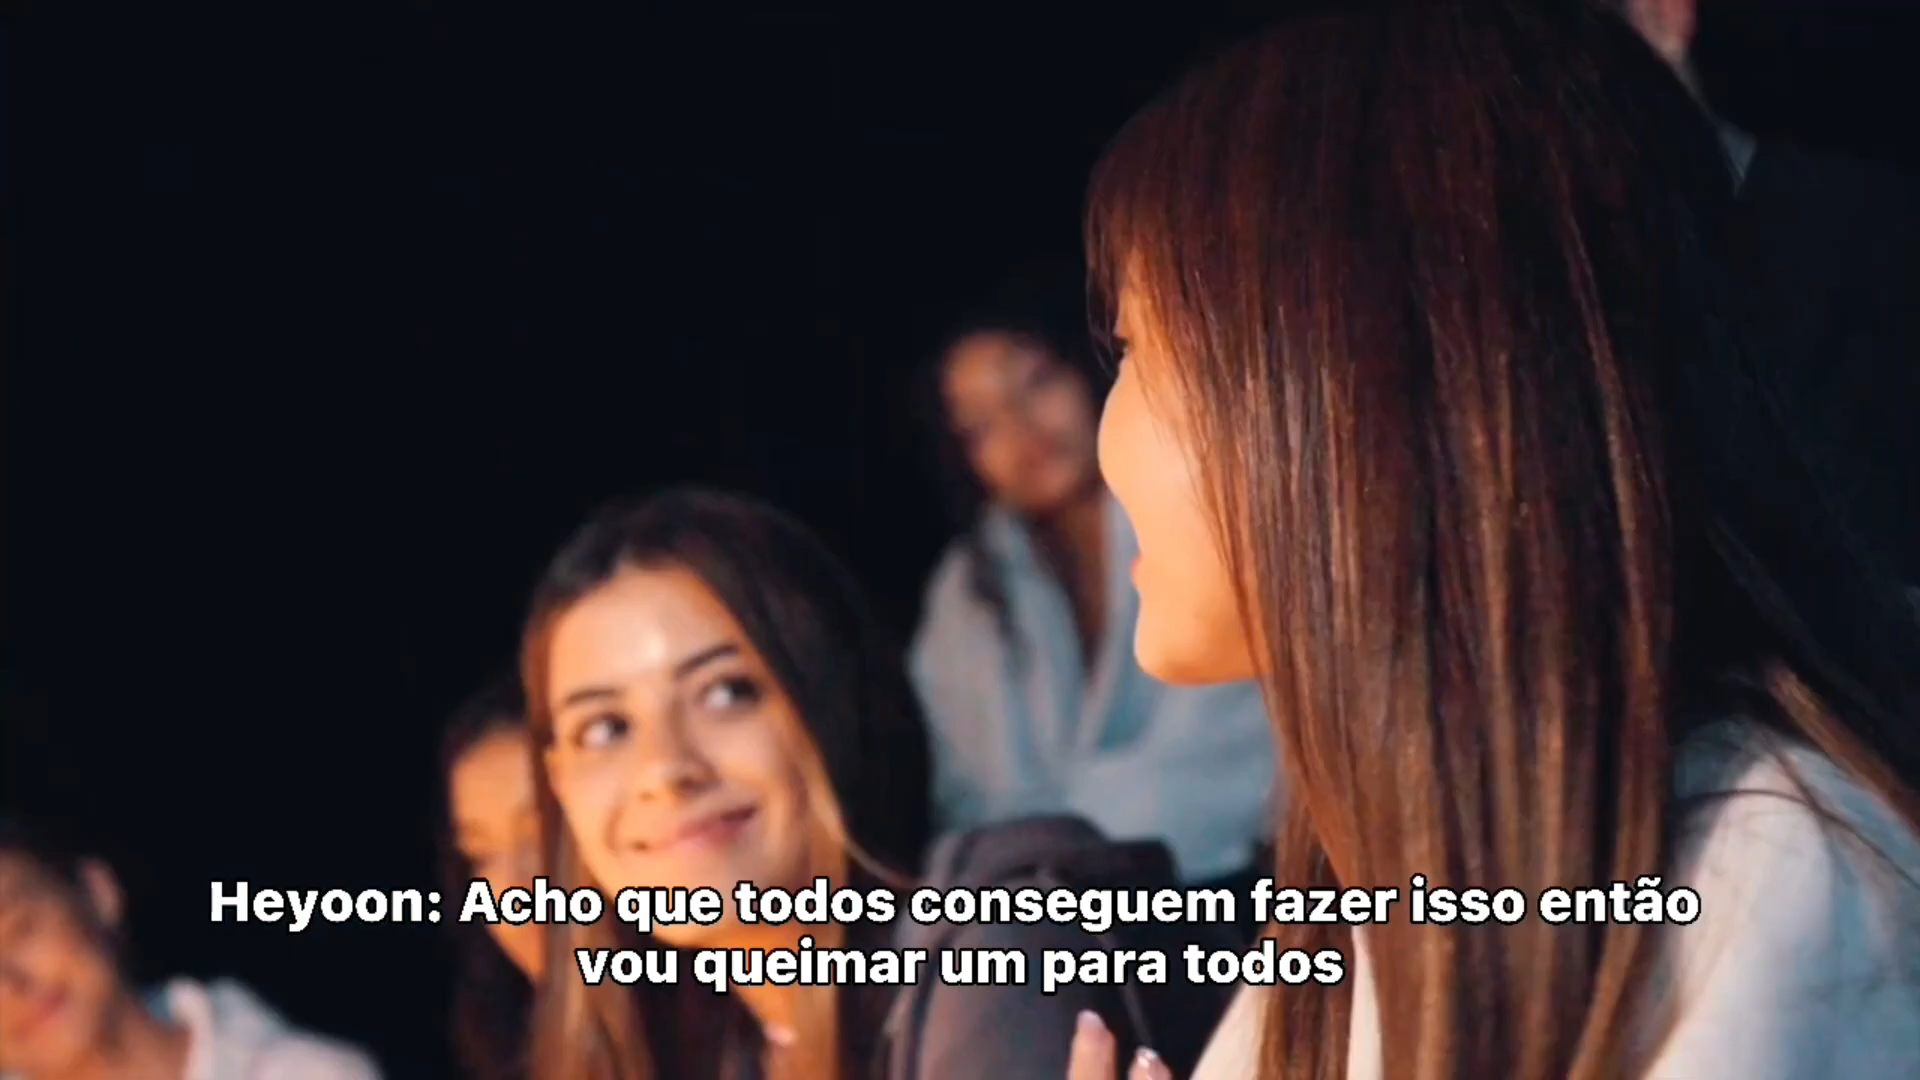 Heyoon: Acho que todos conseguem fazer isso então
vou queimar um para todos